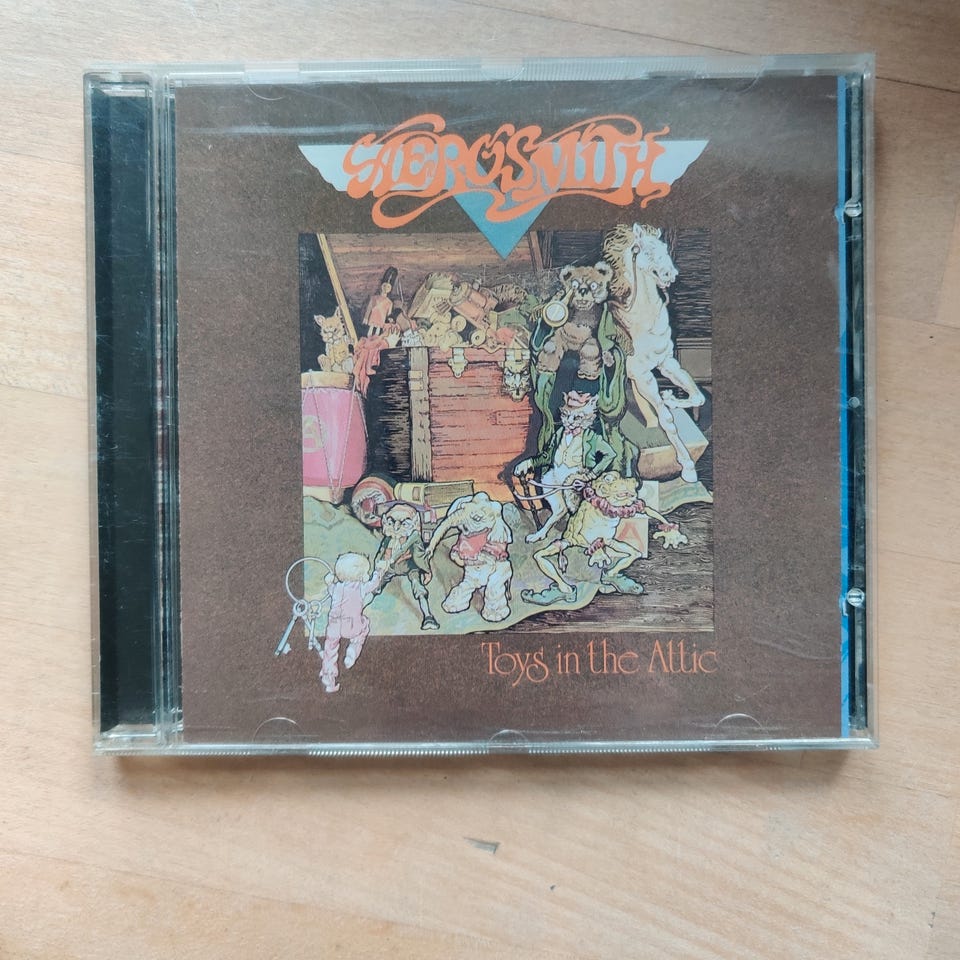 AEROSMITH
Toys in the Attic